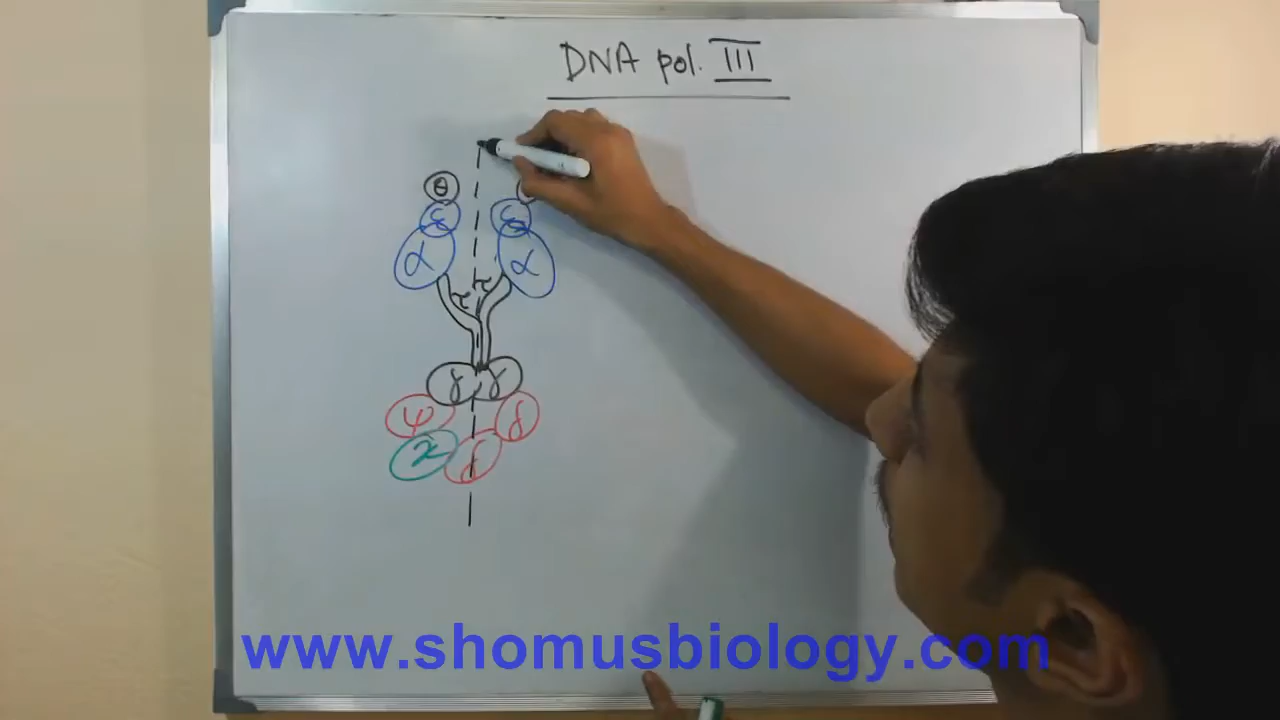 DNA pol. III
θ
ε ε
α α
τ τ
γ γ
ψ δ
χ δ
www.shomusbiology.com